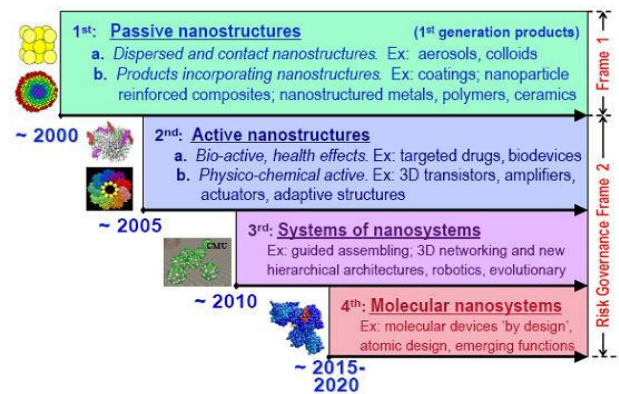 1st: Passive nanostructures (1st generation products)
a. Dispersed and contact nanostructures. Ex: aerosols, colloids
b. Products incorporating nanostructures. Ex: coatings; nanoparticle
reinforced composites; nanostructured metals, polymers, ceramics
~ 2000
2nd: Active nanostructures
a. Bio-active, health effects. Ex: targeted drugs, biodevices
b. Physico-chemical active. Ex: 3D transistors, amplifiers,
actuators, adaptive structures
~ 2005
CMU
3rd: Systems of nanosystems
Ex: guided assembling; 3D networking and new
hierarchical architectures, robotics, evolutionary
~ 2010
4th: Molecular nanosystems
Ex: molecular devices 'by design',
atomic design, emerging functions
~ 2015-
2020
Frame 1
Risk Governance Frame 2